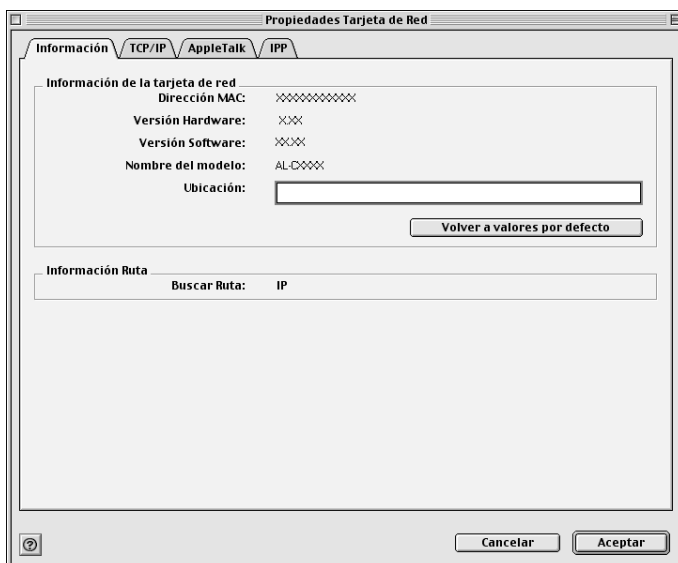 Propiedades Tarjeta de Red
Información TCP/IP AppleTalk IPP
Información de la tarjeta de red
Dirección MAC: XXXXXXXXXXXX
Versión Hardware: X.XX
Versión Software: XX.XX
Nombre del modelo: AL-CXXXX
Ubicación:
Volver a valores por defecto
Información Ruta
Buscar Ruta: IP
?
Cancelar Aceptar